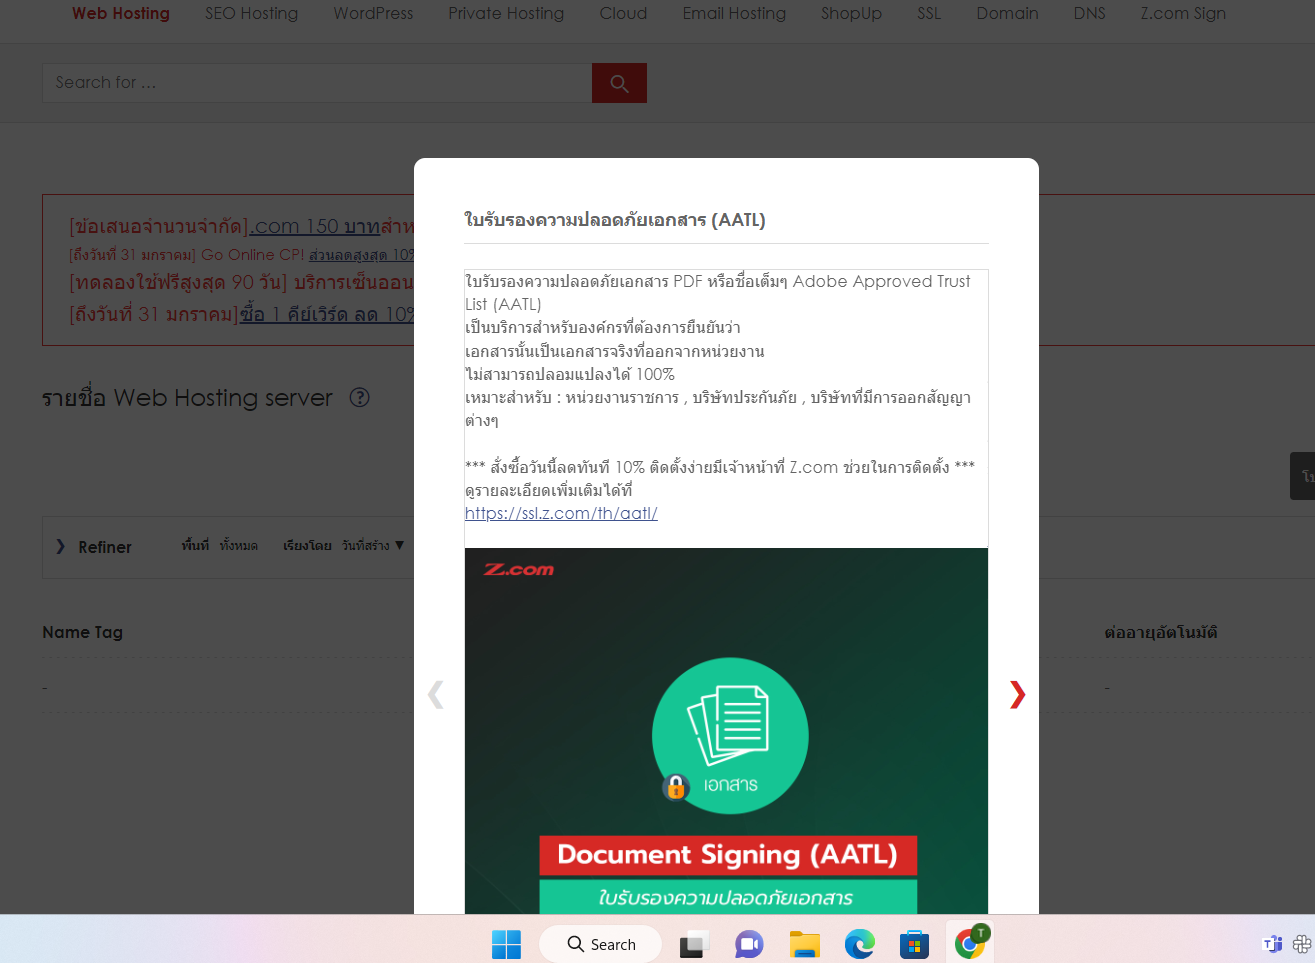 Web Hosting SEO Hosting WordPress Private Hosting Cloud Email Hosting ShopUp SSL Domain DNS Z.com Sign
Search for ...
[ข้อเสนอจำนวนจำกัด].com 150 บาทสำห
[ถึงวันที่ 31 มกราคม] Go Online CP! ส่วนลดสูงสุด 10%
[ทดลองใช้ฟรีสูงสุด 90 วัน] บริการเซ็นออน
[ถึงวันที่ 31 มกราคม]ซื้อ 1 คีย์เวิร์ด ลด 10%
รายชื่อ Web Hosting server ?
Refiner พื้นที่ ทั้งหมด เรียงโดย วันที่สร้าง ▼
Name Tag
ต่ออายุอัตโนมัติ
-
-
ใบรับรองความปลอดภัยเอกสาร (AATL)
ใบรับรองความปลอดภัยเอกสาร PDF หรือชื่อเต็มๆ Adobe Approved Trust
List (AATL)
เป็นบริการสำหรับองค์กรที่ต้องการยืนยันว่า
เอกสารนั้นเป็นเอกสารจริงที่ออกจากหน่วยงาน
ไม่สามารถปลอมแปลงได้ 100%
เหมาะสำหรับ : หน่วยงานราชการ , บริษัทประกันภัย , บริษัทที่มีการออกสัญญา
ต่างๆ
*** สั่งซื้อวันนี้ลดทันที 10% ติดตั้งง่ายมีเจ้าหน้าที่ Z.com ช่วยในการติดตั้ง ***
ดูรายละเอียดเพิ่มเติมได้ที่
https://ssl.z.com/th/aatl/
Z.com
เอกสาร
Document Signing (AATL)
ใบรับรองความปลอดภัยเอกสาร
Search
T